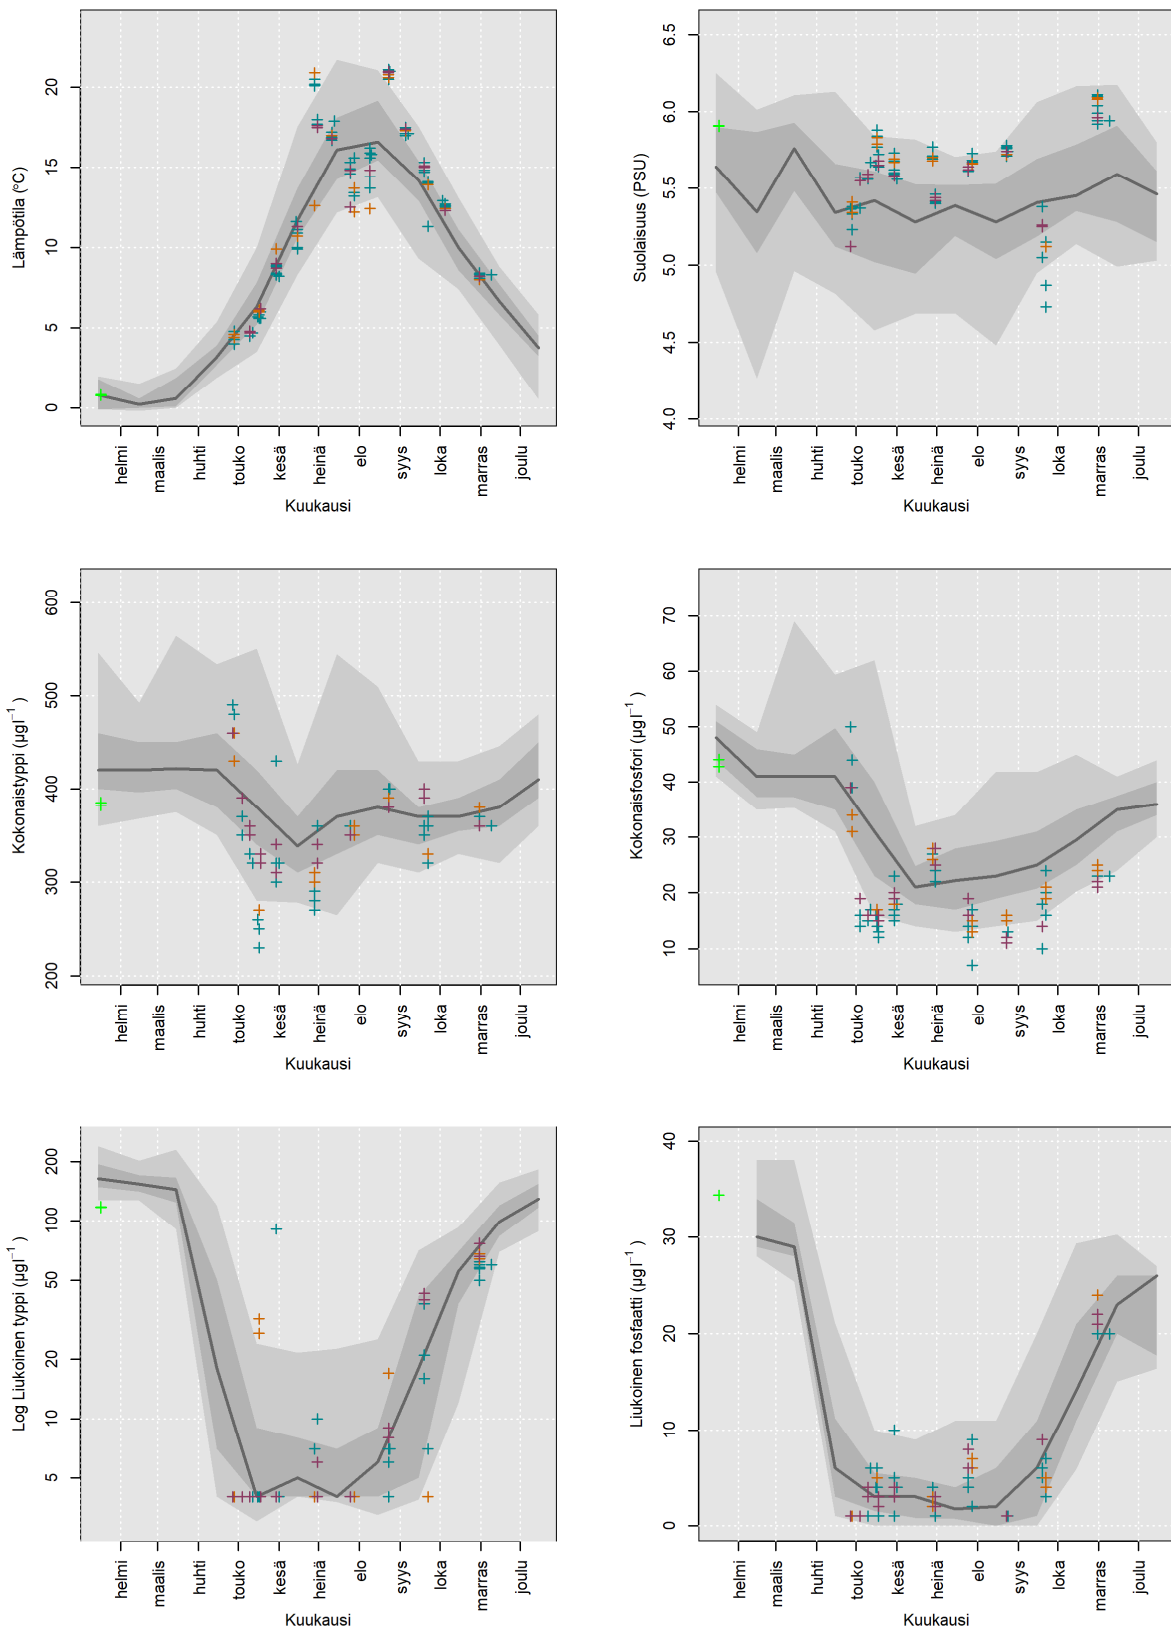 Lämpötila (°C)
20
15
10
5
0
helmi
maalis
huhti
touko
kesä
heinä
elo
syys
loka
marras
joulu
Kuukausi
Suolaisuus (PSU)
6.5
6.0
5.5
5.0
4.5
4.0
helmi
maalis
huhti
touko
kesä
heinä
elo
syys
loka
marras
joulu
Kuukausi
Kokonaistyppi (µgl⁻¹ )
600
500
400
300
200
helmi
maalis
huhti
touko
kesä
heinä
elo
syys
loka
marras
joulu
Kuukausi
Kokonaisfosfori (µgl⁻¹ )
70
60
50
40
30
20
10
helmi
maalis
huhti
touko
kesä
heinä
elo
syys
loka
marras
joulu
Kuukausi
Log Liukoinen typpi (µgl⁻¹ )
200
100
50
20
10
5
helmi
maalis
huhti
touko
kesä
heinä
elo
syys
loka
marras
joulu
Kuukausi
Liukoinen fosfaatti (µgl⁻¹ )
40
30
20
10
0
helmi
maalis
huhti
touko
kesä
heinä
elo
syys
loka
marras
joulu
Kuukausi